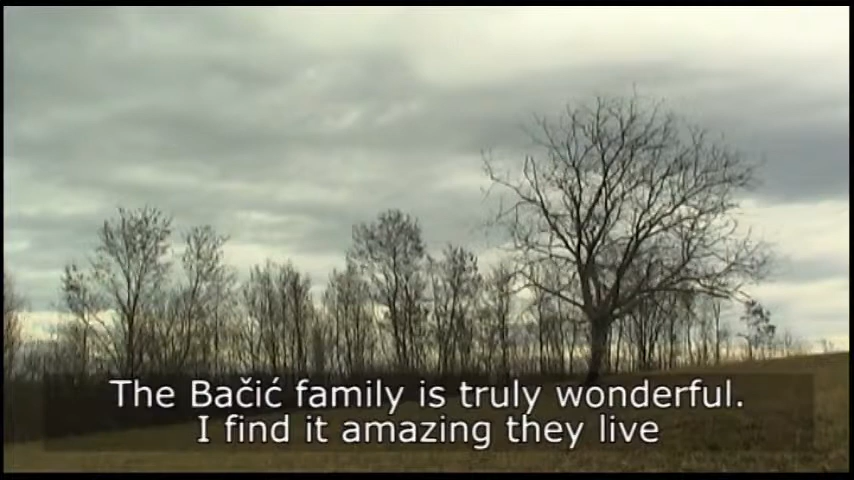 The Bačić family is truly wonderful.
I find it amazing they live